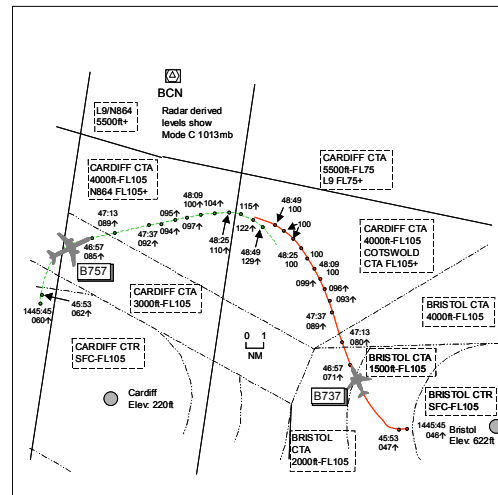 BCN
L9/N864
5500ft+
Radar derived
levels show
Mode C 1013mb
CARDIFF CTA
4000ft-FL105
N864 FL105+
CARDIFF CTA
5500ft-FL75
L9 FL75+
48:09
100↑
104↑
115↑
48:49
100
47:13
089↑
095↑
094↑
097↑
47:37
092↑
122↑
100
CARDIFF CTA
4000ft-FL105
COTSWOLD
CTA FL105+
46:57
085↑
48:25
110↑
48:49
129↑
48:25
100
100
48:09
100
099↑
096↑
093↑
B757
CARDIFF CTA
3000ft-FL105
BRISTOL CTA
4000ft-FL105
45:53
062↑
1445:45
060↑
47:37
089↑
CARDIFF CTR
SFC-FL105
0 1
NM
47:13
080↑
46:57
071↑
BRISTOL CTA
1500ft-FL105
B737
BRISTOL CTR
SFC-FL105
Cardiff
Elev: 220ft
1445:45
046↑
Bristol
Elev: 622ft
45:53
047↑
BRISTOL
CTA
2000ft-FL105